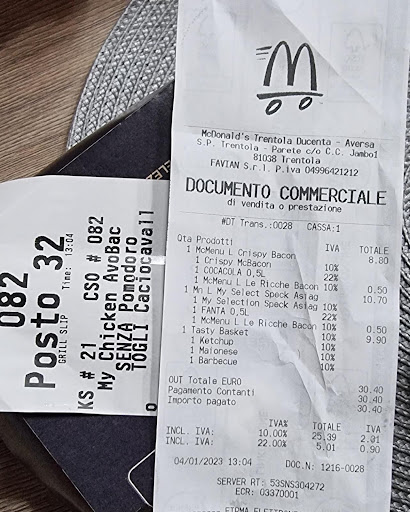 McDonald's Trentola Ducenta - Aversa
S.P. Trentola - Parete c/o C.C. Jambo1
81038 Trentola
FAVIAN S.r.l. P.iva 04996421212
DOCUMENTO COMMERCIALE
di vendita o prestazione
#DT Trans.:0028 CASSA:1
Qta Prodotti IVA TOTALE
1 McMenu L Crispy Bacon 8.80
1 Crispy McBacon 10%
1 COCACOLA 0,5L 22%
1 McMenu L Le Ricche Bacon 10% 0.50
1 Mn L My Select Speck Asiag 10.70
1 My Selection Speck Asiag 10%
1 FANTA 0,5L 22%
1 McMenu L Le Ricche Bacon 10% 0.50
1 Tasty Basket 10% 9.90
1 Ketchup 10%
1 Maionese 10%
1 Barbecue 10%
OUT Totale EURO 30.40
Pagamento Contanti 30.40
Importo pagato 30.40
IVA% TOTALE IVA
INCL. IVA: 10.00% 25.39 2.31
INCL. IVA: 22.00% 5.01 0.90
04/01/2023 13:04 DOC.N: 1216-0028
SERVER RT: 53SNS304272
ECR: 03370001
FIRMA ELETTRON
082
Posto 32
GRILL SLIP Time: 13:04
KS # 21 CSO # 082
My Chicken AvoBac
SENZA Pomodoro
TOGLI Caciocavall